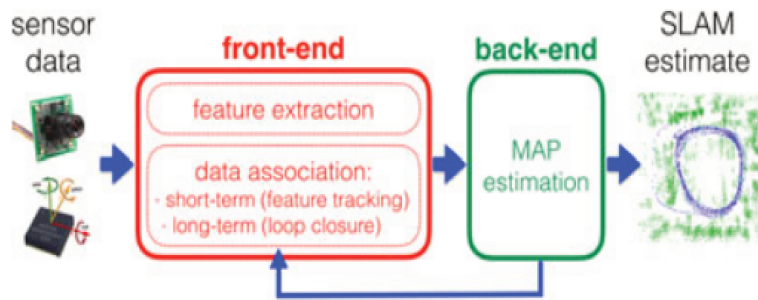 sensor
data
front-end
feature extraction
data association:
· short-term (feature tracking)
· long-term (loop closure)
back-end
MAP
estimation
SLAM
estimate